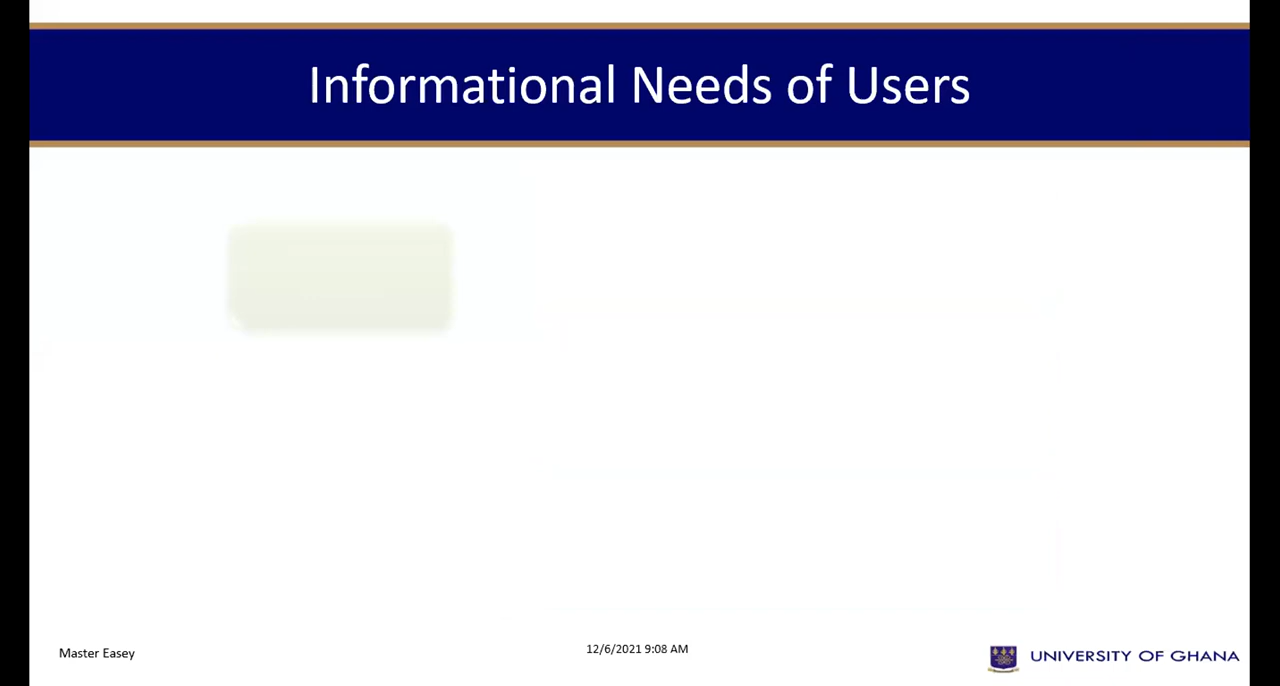 Informational Needs of Users
Master Easey
12/6/2021 9:08 AM
UNIVERSITY OF GHANA